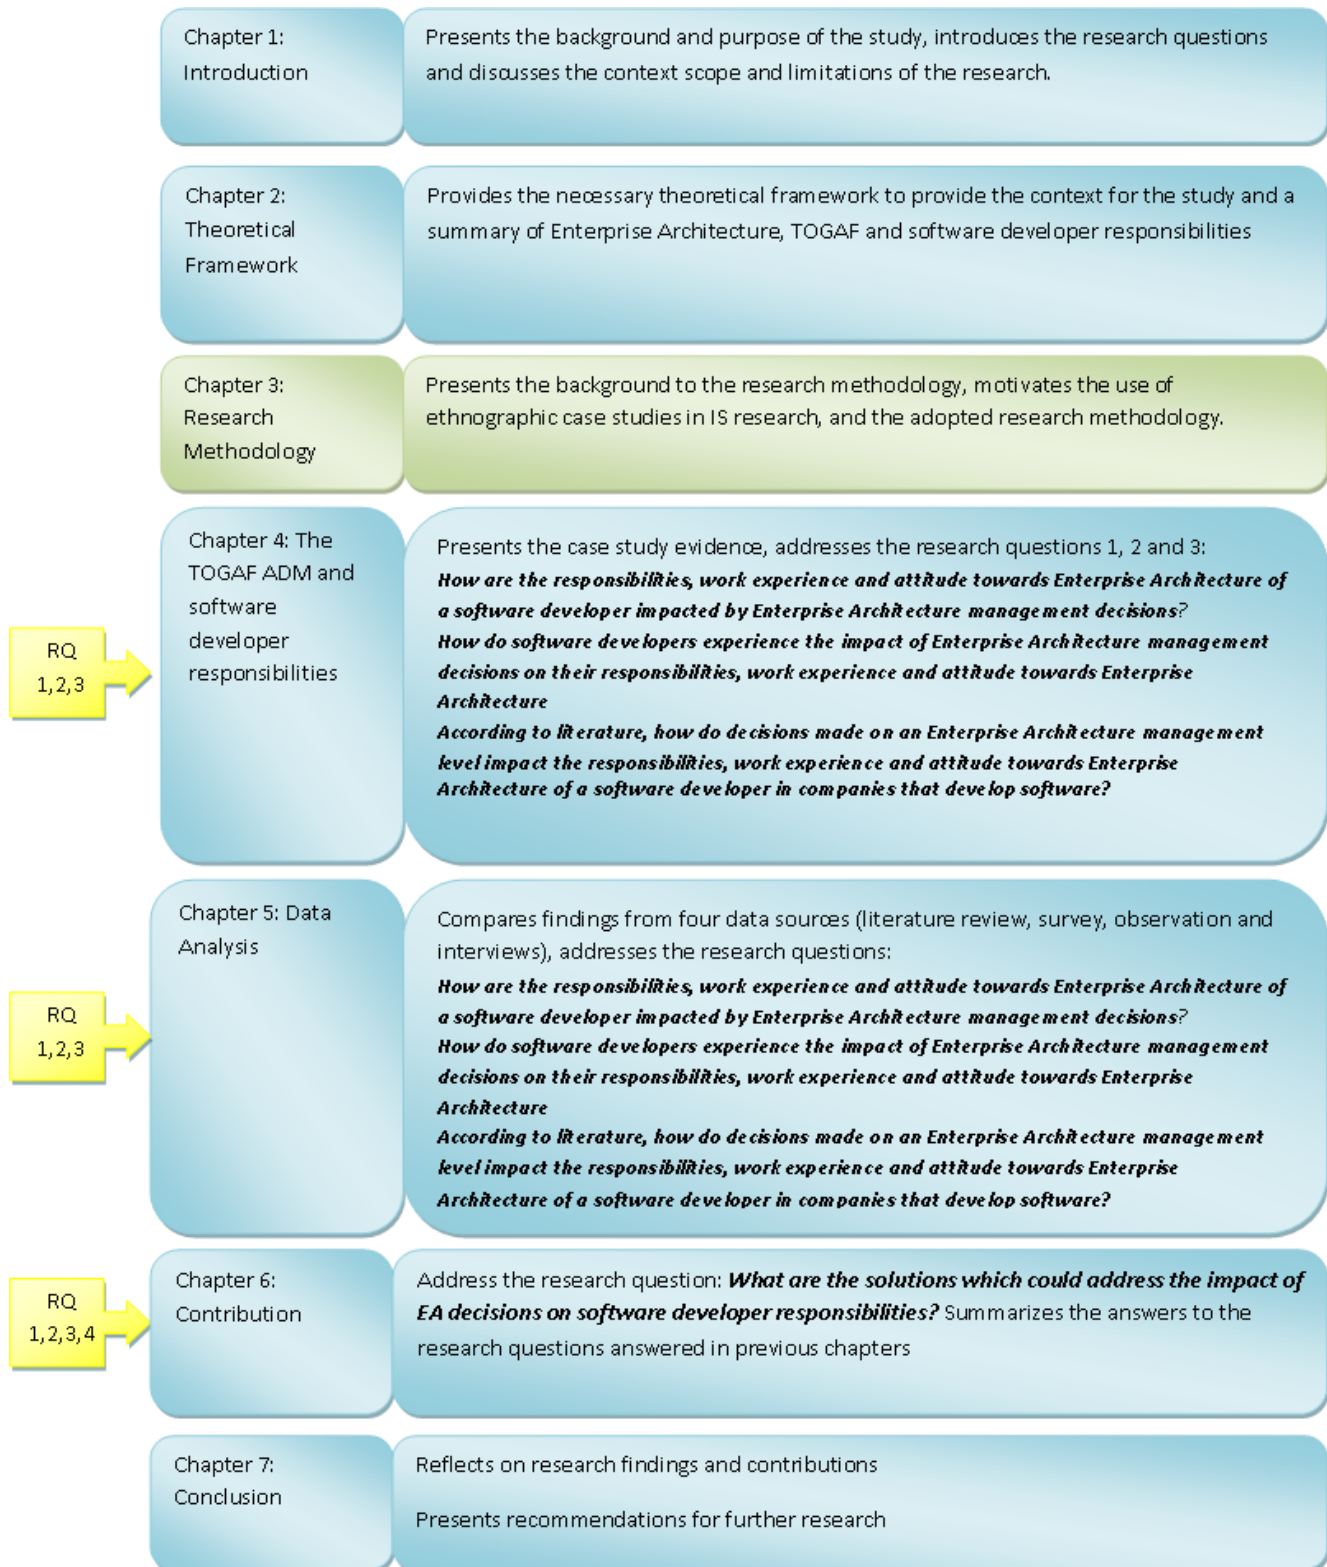 Chapter 1:
Introduction
Presents the background and purpose of the study, introduces the research questions
and discusses the context scope and limitations of the research.
Chapter 2:
Theoretical
Framework
Provides the necessary theoretical framework to provide the context for the study and a
summary of Enterprise Architecture, TOGAF and software developer responsibilities
Chapter 3:
Research
Methodology
Presents the background to the research methodology, motivates the use of
ethnographic case studies in IS research, and the adopted research methodology.
RQ
1,2,3
Chapter 4: The
TOGAF ADM and
software
developer
responsibilities
Presents the case study evidence, addresses the research questions 1, 2 and 3:
How are the responsibilities, work experience and attitude towards Enterprise Architecture of
a software developer impacted by Enterprise Architecture management decisions?
How do software developers experience the impact of Enterprise Architecture management
decisions on their responsibilities, work experience and attitude towards Enterprise
Architecture
According to literature, how do decisions made on an Enterprise Architecture management
level impact the responsibilities, work experience and attitude towards Enterprise
Architecture of a software developer in companies that develop software?
RQ
1,2,3
Chapter 5: Data
Analysis
Compares findings from four data sources (literature review, survey, observation and
interviews), addresses the research questions:
How are the responsibilities, work experience and attitude towards Enterprise Architecture of
a software developer impacted by Enterprise Architecture management decisions?
How do software developers experience the impact of Enterprise Architecture management
decisions on their responsibilities, work experience and attitude towards Enterprise
Architecture
According to literature, how do decisions made on an Enterprise Architecture management
level impact the responsibilities, work experience and attitude towards Enterprise
Architecture of a software developer in companies that develop software?
RQ
1,2,3,4
Chapter 6:
Contribution
Address the research question: What are the solutions which could address the impact of
EA decisions on software developer responsibilities? Summarizes the answers to the
research questions answered in previous chapters
Chapter 7:
Conclusion
Reflects on research findings and contributions
Presents recommendations for further research